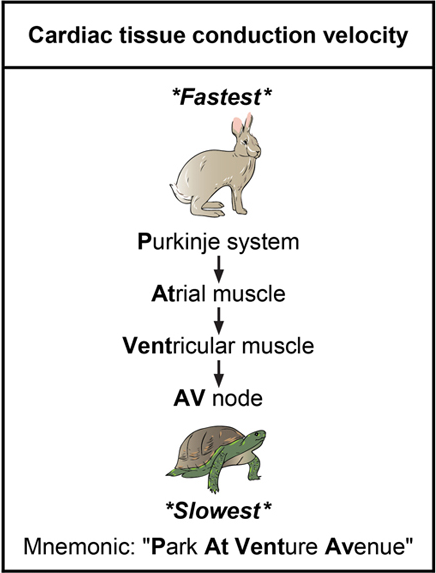 Cardiac tissue conduction velocity
*Fastest*
Purkinje system
Atrial muscle
Ventricular muscle
AV node
*Slowest*
Mnemonic: "Park At Venture Avenue"